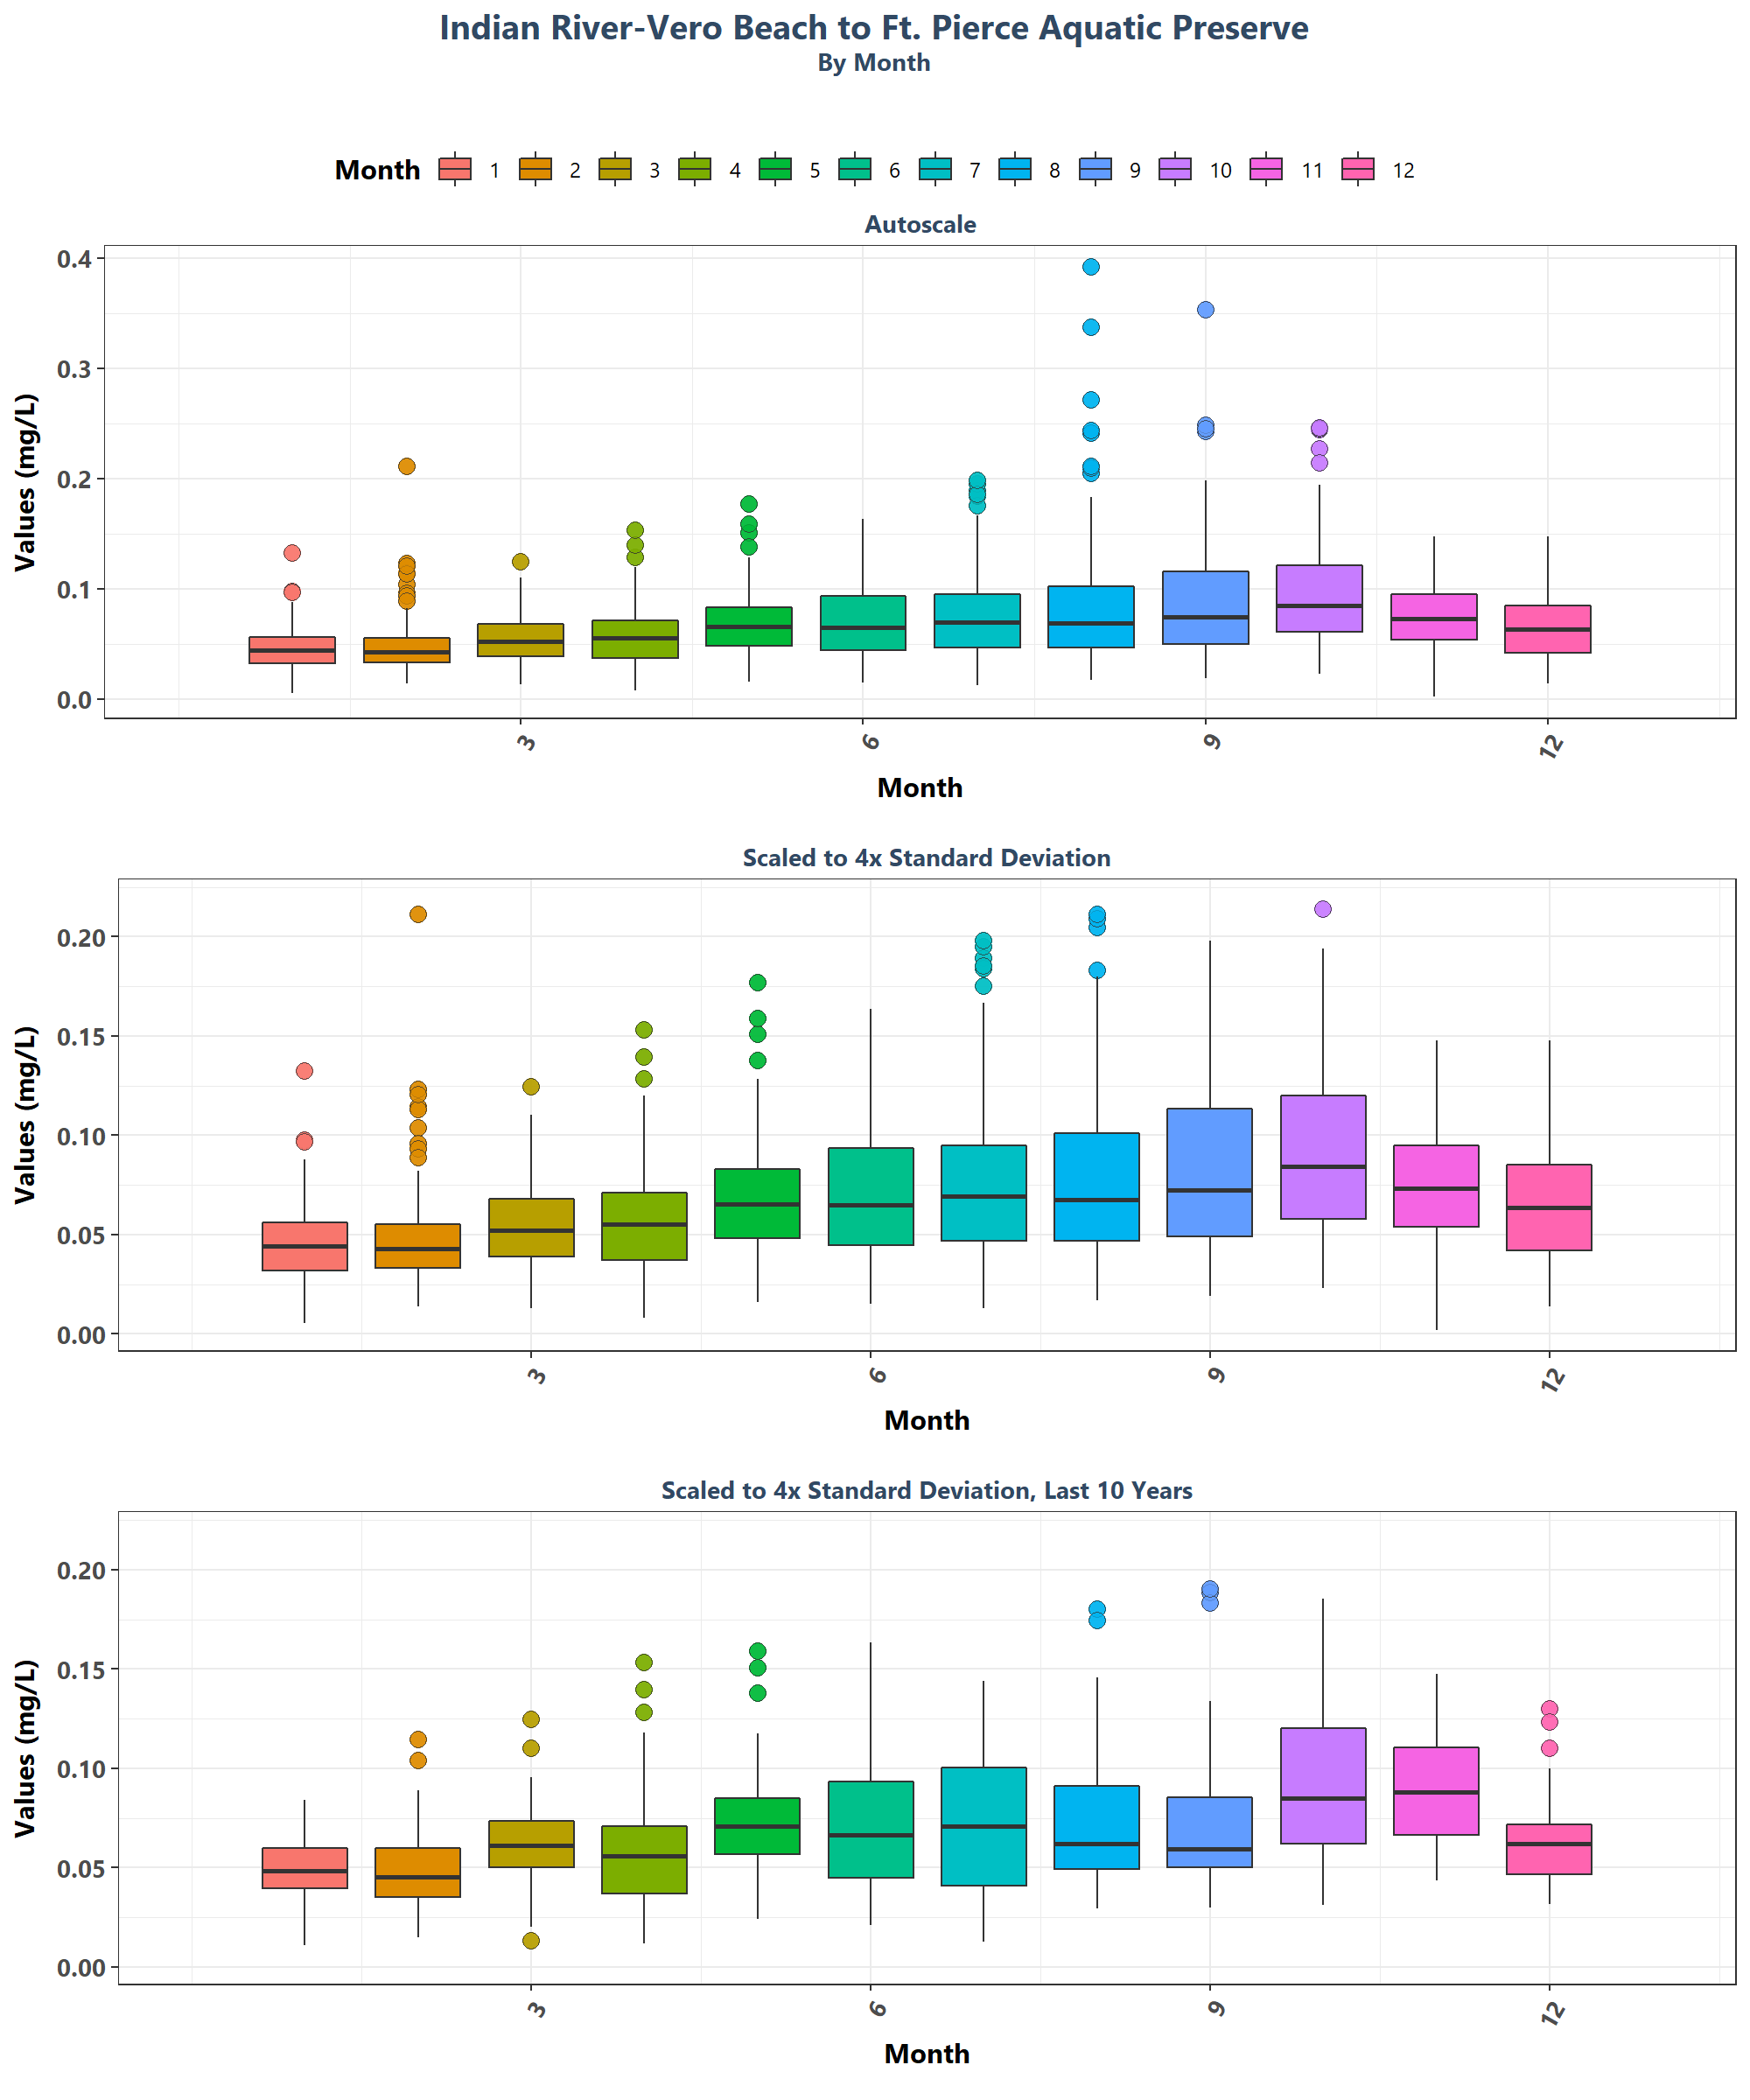 Indian River-Vero Beach to Ft. Pierce Aquatic Preserve
By Month
Month 1 2 3 4 5 6 7 8 9 10 11 12
Autoscale
Values (mg/L)
0.4
0.3
0.2
0.1
0.0
3 6 9 12
Month
Scaled to 4x Standard Deviation
Values (mg/L)
0.20
0.15
0.10
0.05
0.00
3 6 9 12
Month
Scaled to 4x Standard Deviation, Last 10 Years
Values (mg/L)
0.20
0.15
0.10
0.05
0.00
3 6 9 12
Month